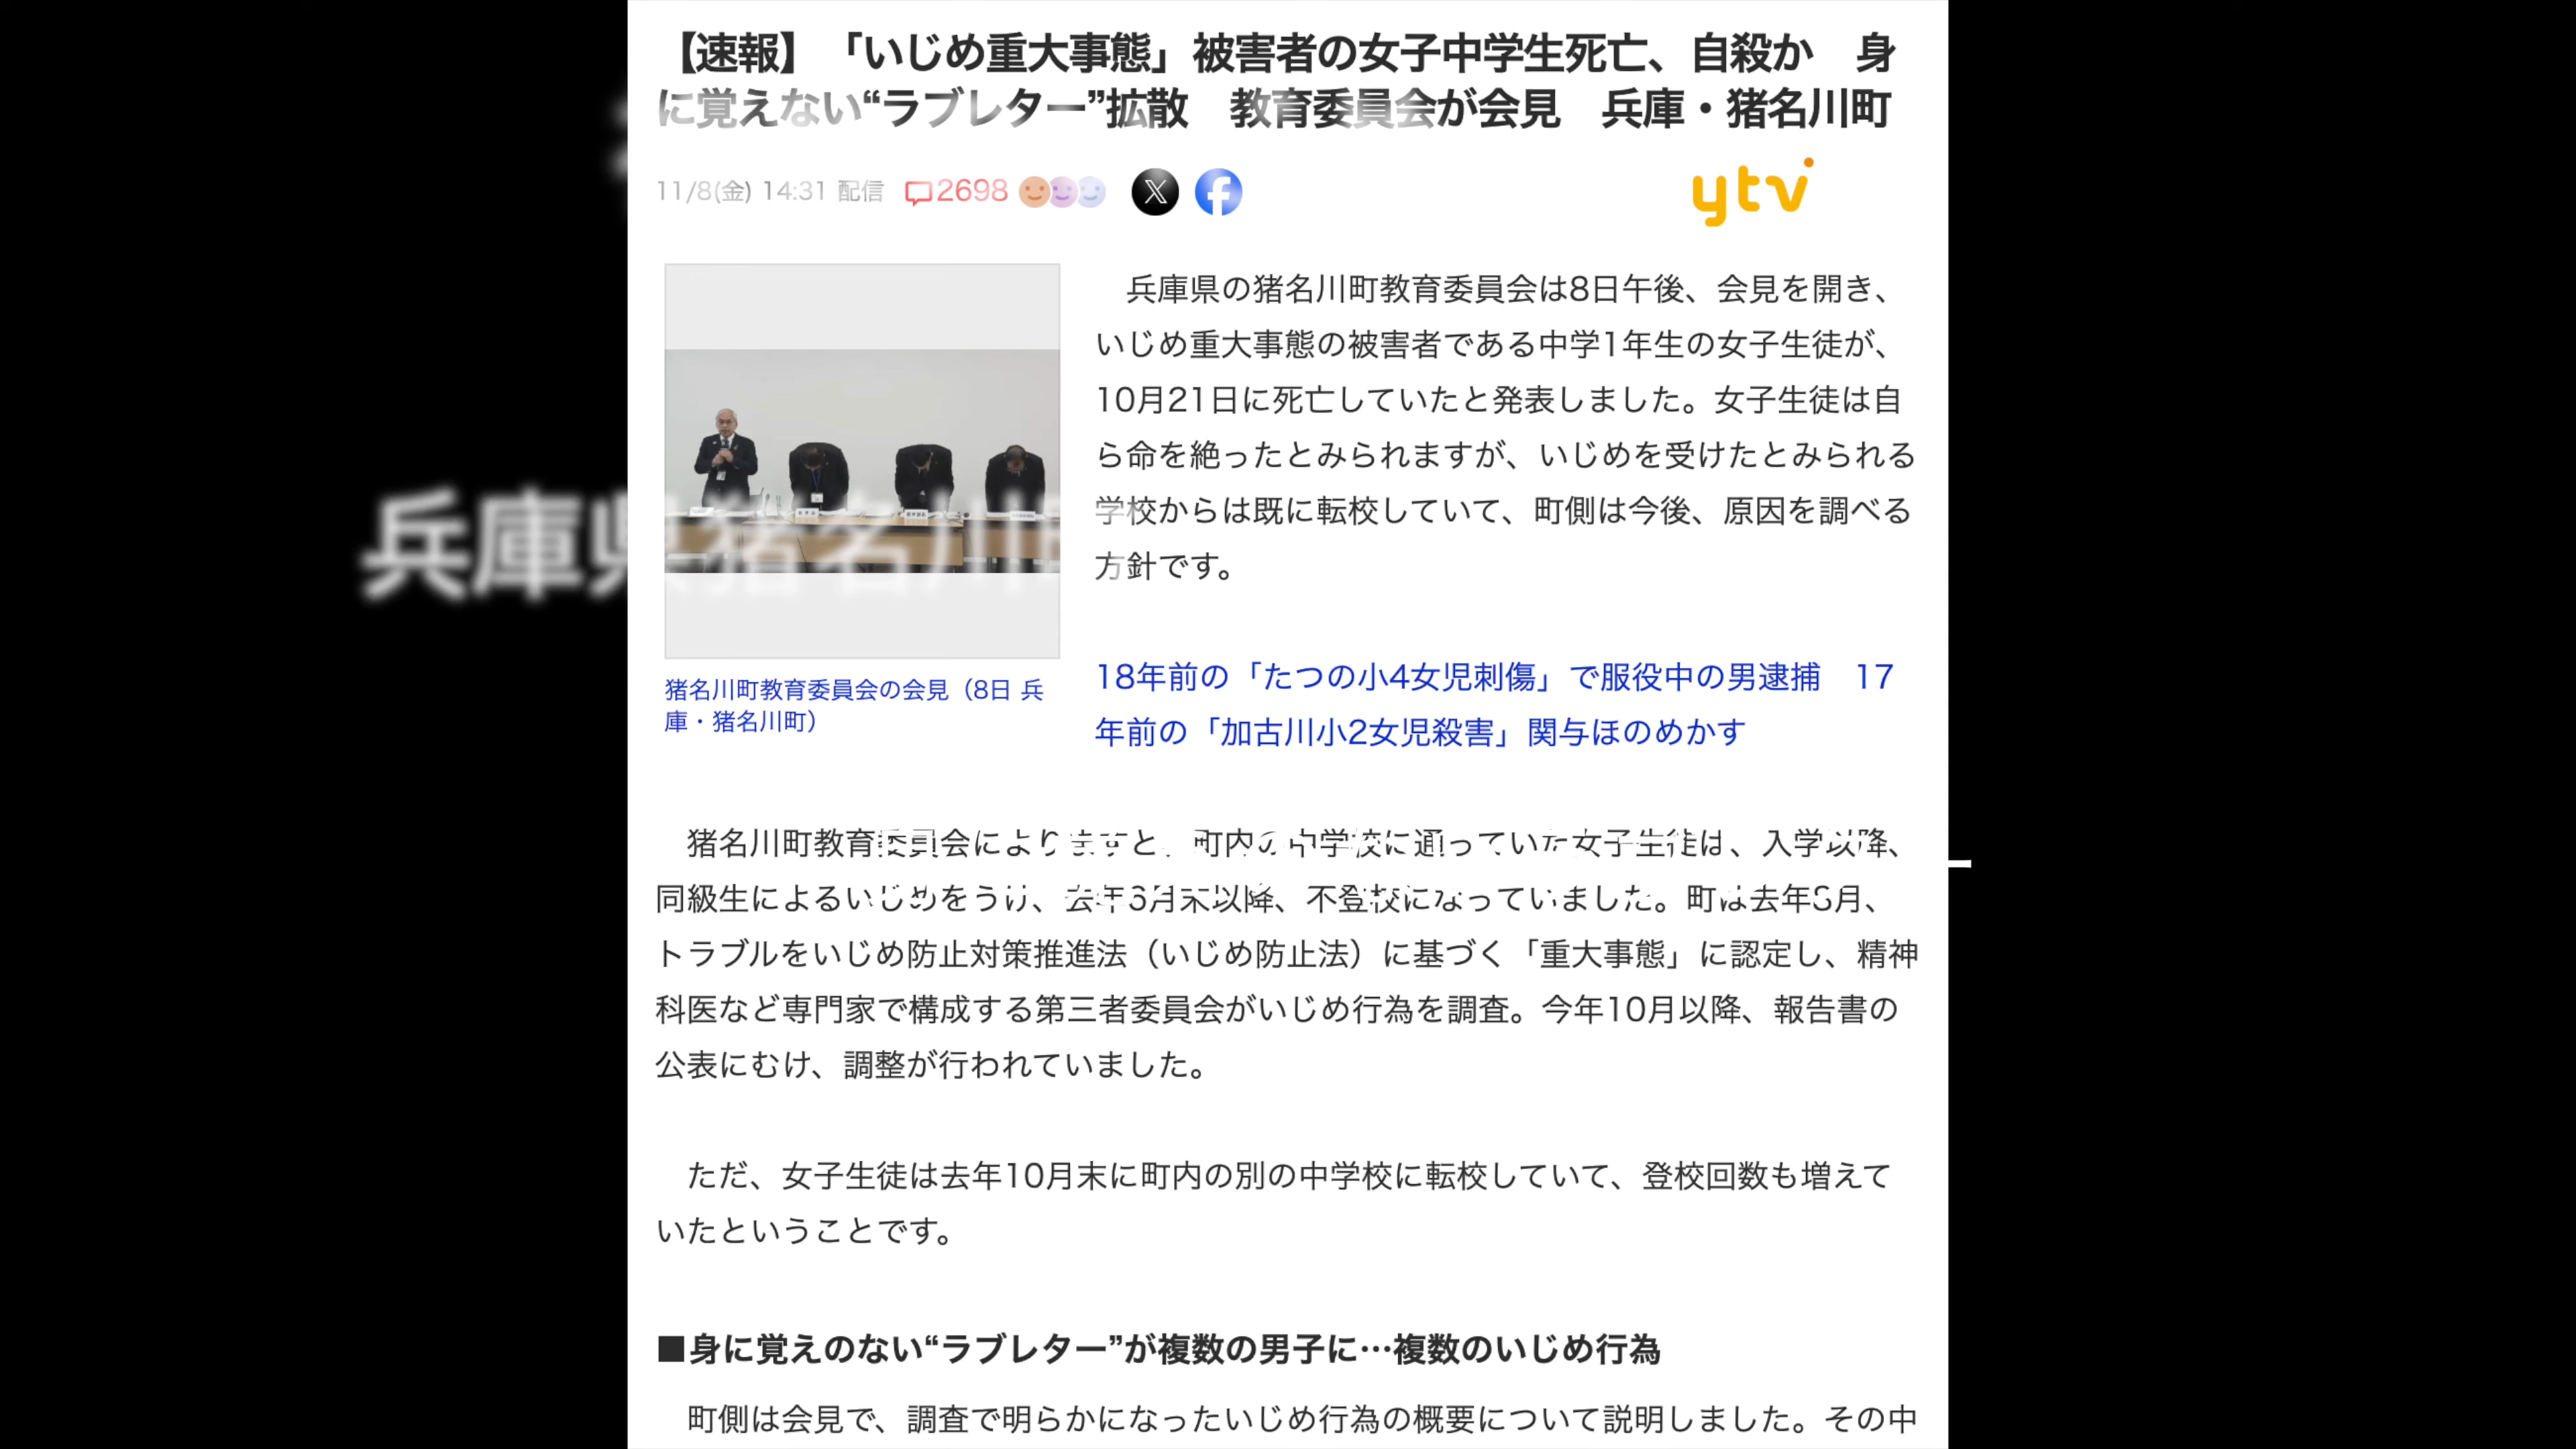 【速報】「いじめ重大事態」被害者の女子中学生死亡、自殺か　身
に覚えない“ラブレター”拡散　教育委員会が会見　兵庫・猪名川町
11/8(金) 14:31 配信
2698
ytv
兵庫県の猪名川町教育委員会は8日午後、会見を開き、
いじめ重大事態の被害者である中学1年生の女子生徒が、
10月21日に死亡していたと発表しました。女子生徒は自
ら命を絶ったとみられますが、いじめを受けたとみられる
学校からは既に転校していて、町側は今後、原因を調べる
方針です。
兵庫県猪名川町
猪名川町教育委員会の会見（8日 兵
庫・猪名川町）
18年前の「たつの小4女児刺傷」で服役中の男逮捕　17
年前の「加古川小2女児殺害」関与ほのめかす
猪名川町教育委員会によりますと、町内の中学校に通っていた女子生徒は、入学以降、
同級生によるいじめをうけ、去年6月末以降、不登校になっていました。町は去年8月、
トラブルをいじめ防止対策推進法（いじめ防止法）に基づく「重大事態」に認定し、精神
科医など専門家で構成する第三者委員会がいじめ行為を調査。今年10月以降、報告書の
公表にむけ、調整が行われていました。
ただ、女子生徒は去年10月末に町内の別の中学校に転校していて、登校回数も増えて
いたということです。
■身に覚えのない“ラブレター”が複数の男子に…複数のいじめ行為
町側は会見で、調査で明らかになったいじめ行為の概要について説明しました。その中